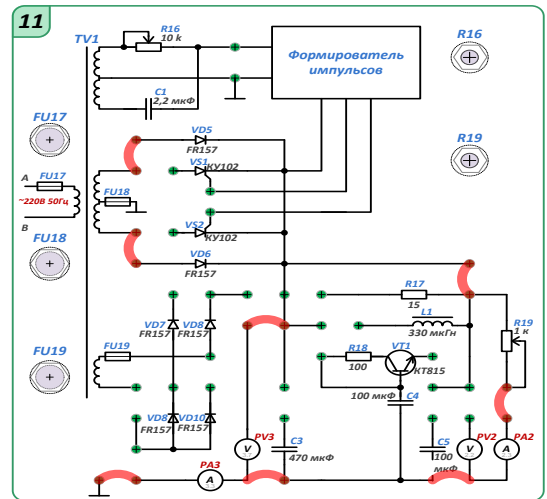 11
TV1
R16
10 k
C1
2,2 мкФ
Формирователь
импульсов
R16
R19
FU17
FU18
FU19
A
FU17
~220В 50Гц
B
VD5
FR157
VS1
КУ102
FU18
VS2
КУ102
VD6
FR157
VD7
FR157
VD8
FR157
FU19
VD8
FR157
VD10
FR157
R17
15
L1
330 мкГн
R19
1 к
R18
100
VT1
КТ815
100 мкФ
C4
PV3
V
C3
470 мкФ
C5
100
мкФ
PV2
V
PA2
A
PA3
A